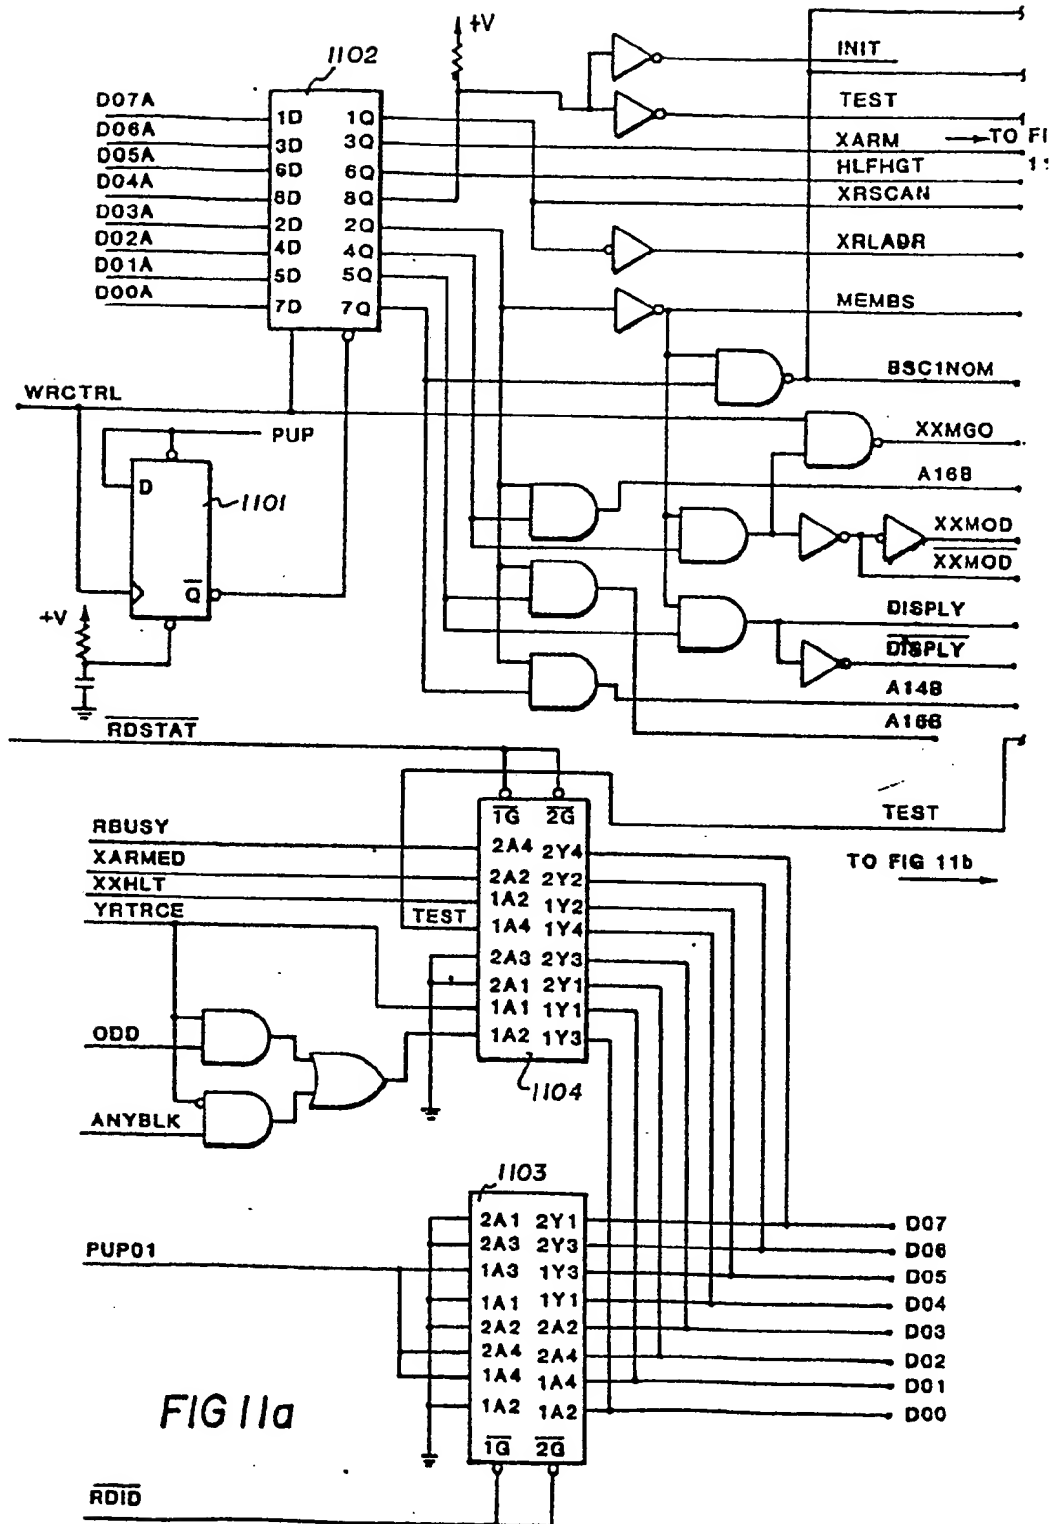 +V
1102
INIT
D07A
1D 1Q
TEST
D06A
3D 3Q
XARM
TO FI
11
D05A
6D 6Q
HLFHGT
D04A
8D 8Q
XRSCAN
D03A
2D 2Q
D02A
4D 4Q
XRLADR
D01A
5D 5Q
D00A
7D 7Q
MEMBS
BSC1NOM
WRCTRL
PUP
XXMGO
D
1101
A16B
XXMOD
XXMOD
Q
+V
DISPLY
DISPLY
A14B
A16B
RDSTAT
TEST
1G 2G
RBUSY
2A4 2Y4
TO FIG 11b
XARMED
2A2 2Y2
XXHLT
1A2 1Y2
YRTRCE
TEST
1A4 1Y4
2A3 2Y3
2A1 2Y1
1A1 1Y1
ODD
1A2 1Y3
1104
ANYBLK
1103
2A1 2Y1
D07
2A3 2Y3
D06
PUP01
1A3 1Y3
D05
1A1 1Y1
D04
2A2 2A2
D03
2A4 2A4
D02
1A4 1A4
D01
1A2 1A2
D00
FIG 11a
1G 2G
RDID